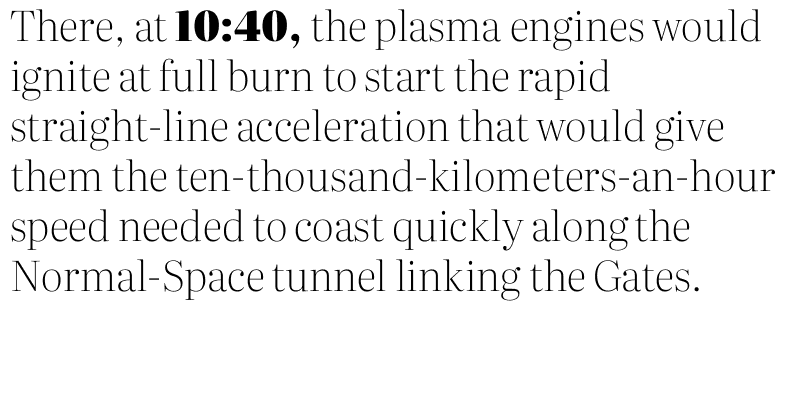 There, at 10:40, the plasma engines would
ignite at full burn to start the rapid
straight-line acceleration that would give
them the ten-thousand-kilometers-an-hour
speed needed to coast quickly along the
Normal-Space tunnel linking the Gates.